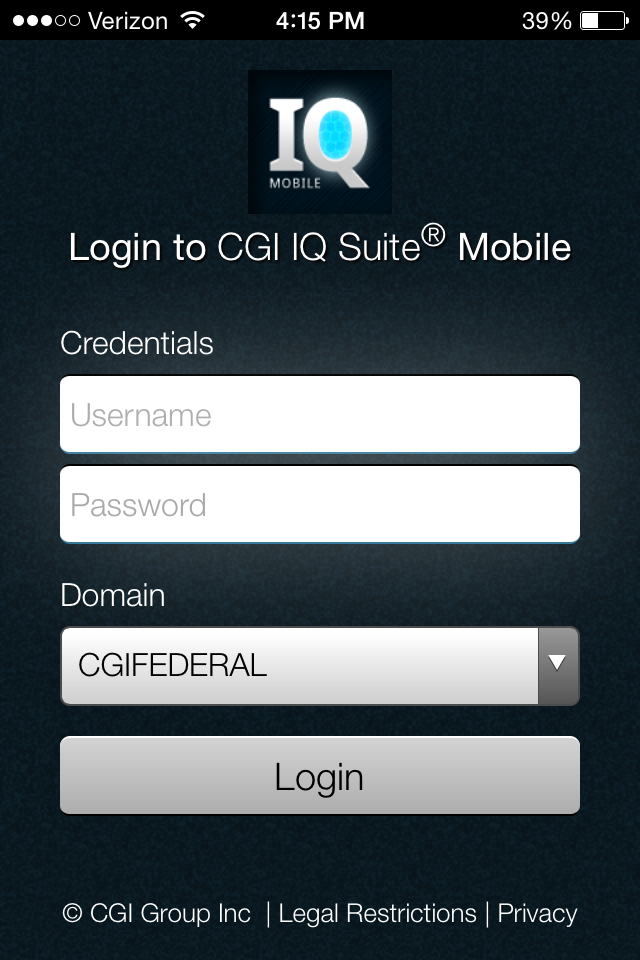 Verizon 4:15 PM 39%
IQ
MOBILE
Login to CGI IQ Suite® Mobile
Credentials
Username
Password
Domain
CGIFEDERAL
Login
© CGI Group Inc | Legal Restrictions | Privacy